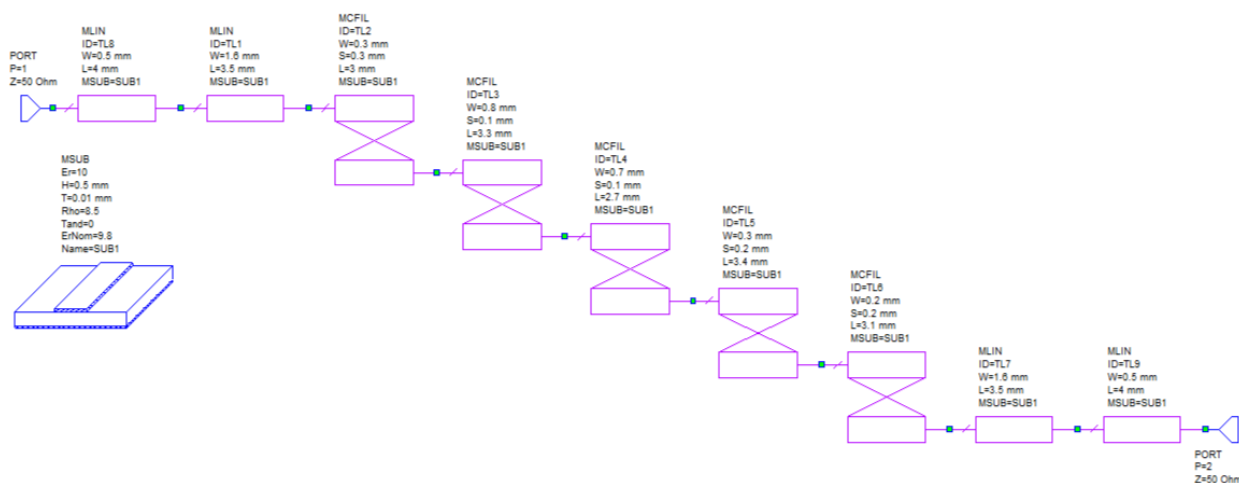 PORT
P=1
Z=50 Ohm
MLIN
ID=TL8
W=0.5 mm
L=4 mm
MSUB=SUB1
MLIN
ID=TL1
W=1.6 mm
L=3.5 mm
MSUB=SUB1
MCFIL
ID=TL2
W=0.3 mm
S=0.3 mm
L=3 mm
MSUB=SUB1
MCFIL
ID=TL3
W=0.8 mm
S=0.1 mm
L=3.3 mm
MSUB=SUB1
MCFIL
ID=TL4
W=0.7 mm
S=0.1 mm
L=2.7 mm
MSUB=SUB1
MCFIL
ID=TL5
W=0.3 mm
S=0.2 mm
L=3.4 mm
MSUB=SUB1
MCFIL
ID=TL6
W=0.2 mm
S=0.2 mm
L=3.1 mm
MSUB=SUB1
MLIN
ID=TL7
W=1.6 mm
L=3.5 mm
MSUB=SUB1
MLIN
ID=TL9
W=0.5 mm
L=4 mm
MSUB=SUB1
PORT
P=2
Z=50 Ohm
MSUB
Er=10
H=0.5 mm
T=0.01 mm
Rho=8.5
Tand=0
ErNom=9.8
Name=SUB1